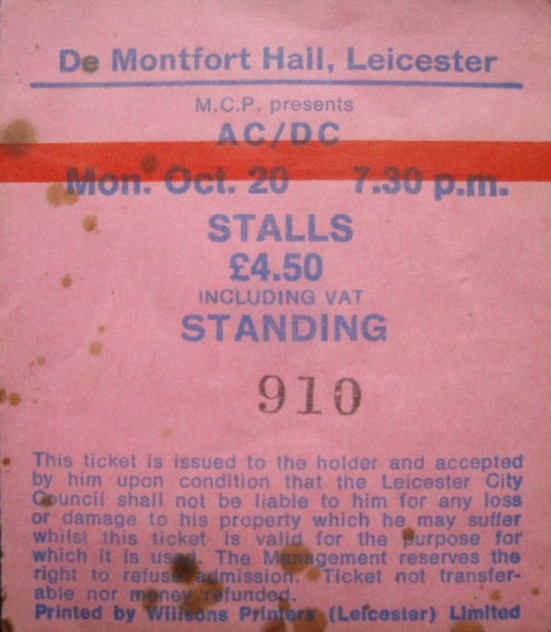 De Montfort Hall, Leicester
M.C.P. presents
AC/DC
Mon. Oct. 20 7.30 p.m.
STALLS
£4.50
INCLUDING VAT
STANDING
910
This ticket is issued to the holder and accepted
by him upon condition that the Leicester City
Council shall not be liable to him for any loss
or damage to his property which he may suffer
whilst this ticket is valid for the purpose for
which it is used. The Management reserves the
right to refuse admission. Ticket not transfer-
able nor money refunded.
Printed by Willsons Printers (Leicester) Limited